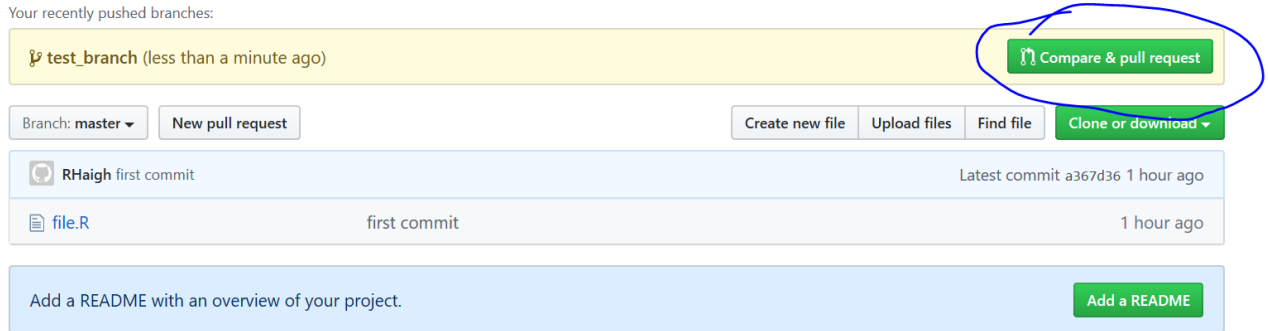 Your recently pushed branches:
test_branch (less than a minute ago) Compare & pull request
Branch: master New pull request Create new file Upload files Find file Clone or download
RHaigh first commit Latest commit a367d36 1 hour ago
file.R first commit 1 hour ago
Add a README with an overview of your project. Add a README